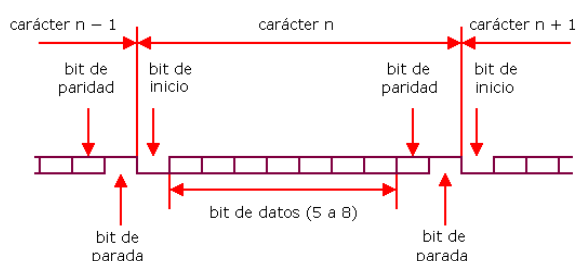 carácter n − 1
carácter n
carácter n + 1
bit de
paridad
bit de
inicio
bit de
paridad
bit de
inicio
bit de datos (5 a 8)
bit de
parada
bit de
parada